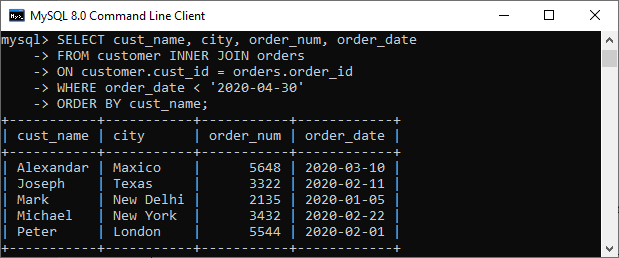 MySQL 8.0 Command Line Client
mysql> SELECT cust_name, city, order_num, order_date
    -> FROM customer INNER JOIN orders
    -> ON customer.cust_id = orders.order_id
    -> WHERE order_date < '2020-04-30'
    -> ORDER BY cust_name;
+-----------+-----------+-----------+------------+
| cust_name | city      | order_num | order_date |
+-----------+-----------+-----------+------------+
| Alexandar | Maxico    |      5648 | 2020-03-10 |
| Joseph    | Texas     |      3322 | 2020-02-11 |
| Mark      | New Delhi |      2135 | 2020-01-05 |
| Michael   | New York  |      3432 | 2020-02-22 |
| Peter     | London    |      5544 | 2020-02-01 |
+-----------+-----------+-----------+------------+